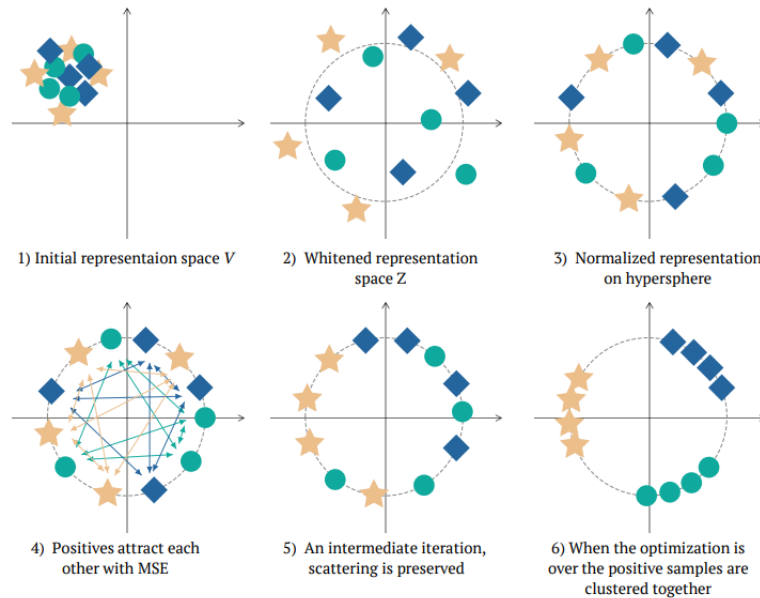 1) Initial representaion space V
2) Whitened representation
space Z
3) Normalized representation
on hypersphere
4) Positives attract each
other with MSE
5) An intermediate iteration,
scattering is preserved
6) When the optimization is
over the positive samples are
clustered together